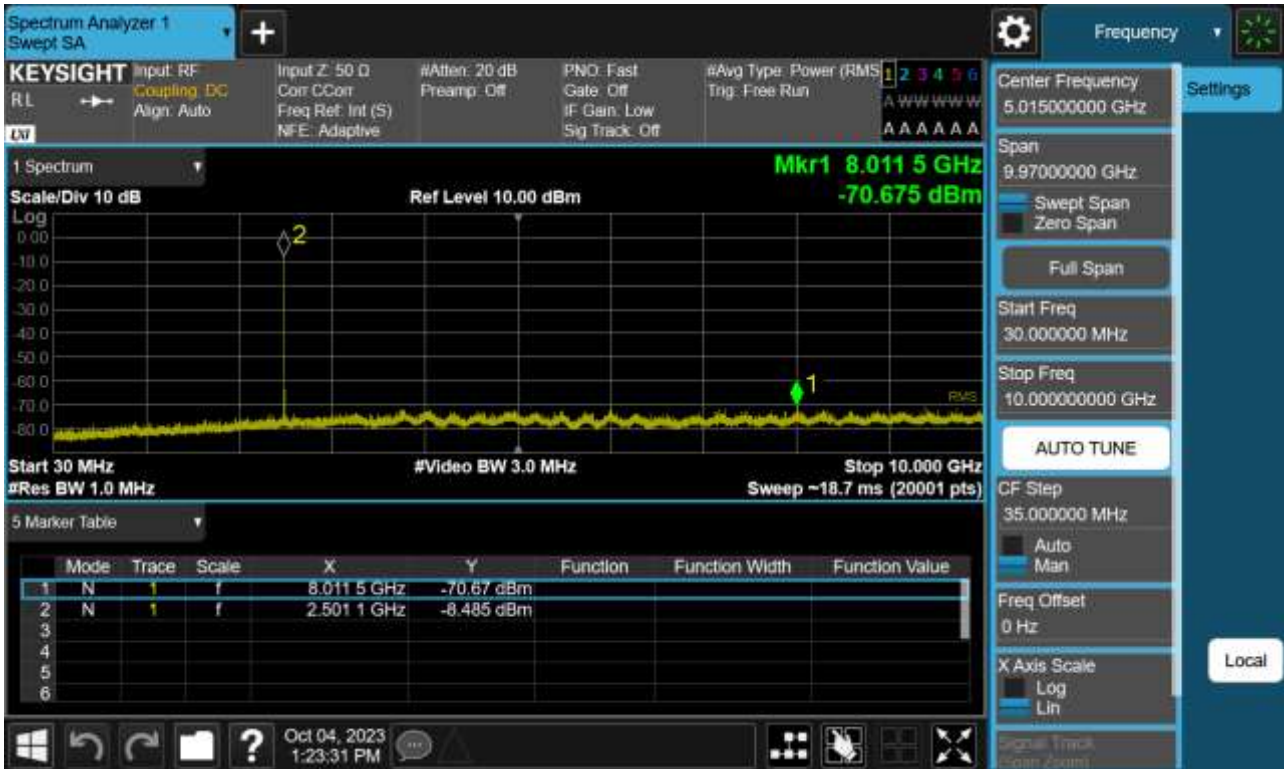 Spectrum Analyzer 1
Swept SA
+
Frequency
KEYSIGHT
RL
LXI
Input: RF
Coupling: DC
Align: Auto
Input Z: 50 Ω
Corr CCorr
Freq Ref: Int (S)
NFE: Adaptive
#Atten: 20 dB
Preamp: Off
PNO: Fast
Gate: Off
IF Gain: Low
Sig Track: Off
#Avg Type: Power (RMS
Trig: Free Run
1 2 3 4 5 6
A W W W W W
A A A A A A
1 Spectrum
Mkr1 8.011 5 GHz
-70.675 dBm
Scale/Div 10 dB
Ref Level 10.00 dBm
Log
0.00
-10.0
-20.0
-30.0
-40.0
-50.0
-60.0
-70.0
-80.0
2
1
RMS
Start 30 MHz
#Video BW 3.0 MHz
Stop 10.000 GHz
#Res BW 1.0 MHz
Sweep ~18.7 ms (20001 pts)
5 Marker Table
Mode Trace Scale X Y Function Function Width Function Value
1 N 1 f 8.011 5 GHz -70.67 dBm
2 N 1 f 2.501 1 GHz -8.485 dBm
3
4
5
6
Oct 04, 2023
1:23:31 PM
?
Center Frequency
5.015000000 GHz
Span
9.97000000 GHz
Swept Span
Zero Span
Full Span
Start Freq
30.000000 MHz
Stop Freq
10.000000000 GHz
AUTO TUNE
CF Step
35.000000 MHz
Auto
Man
Freq Offset
0 Hz
X Axis Scale
Log
Lin
Signal Track
(Span Zoom)
Settings
Local